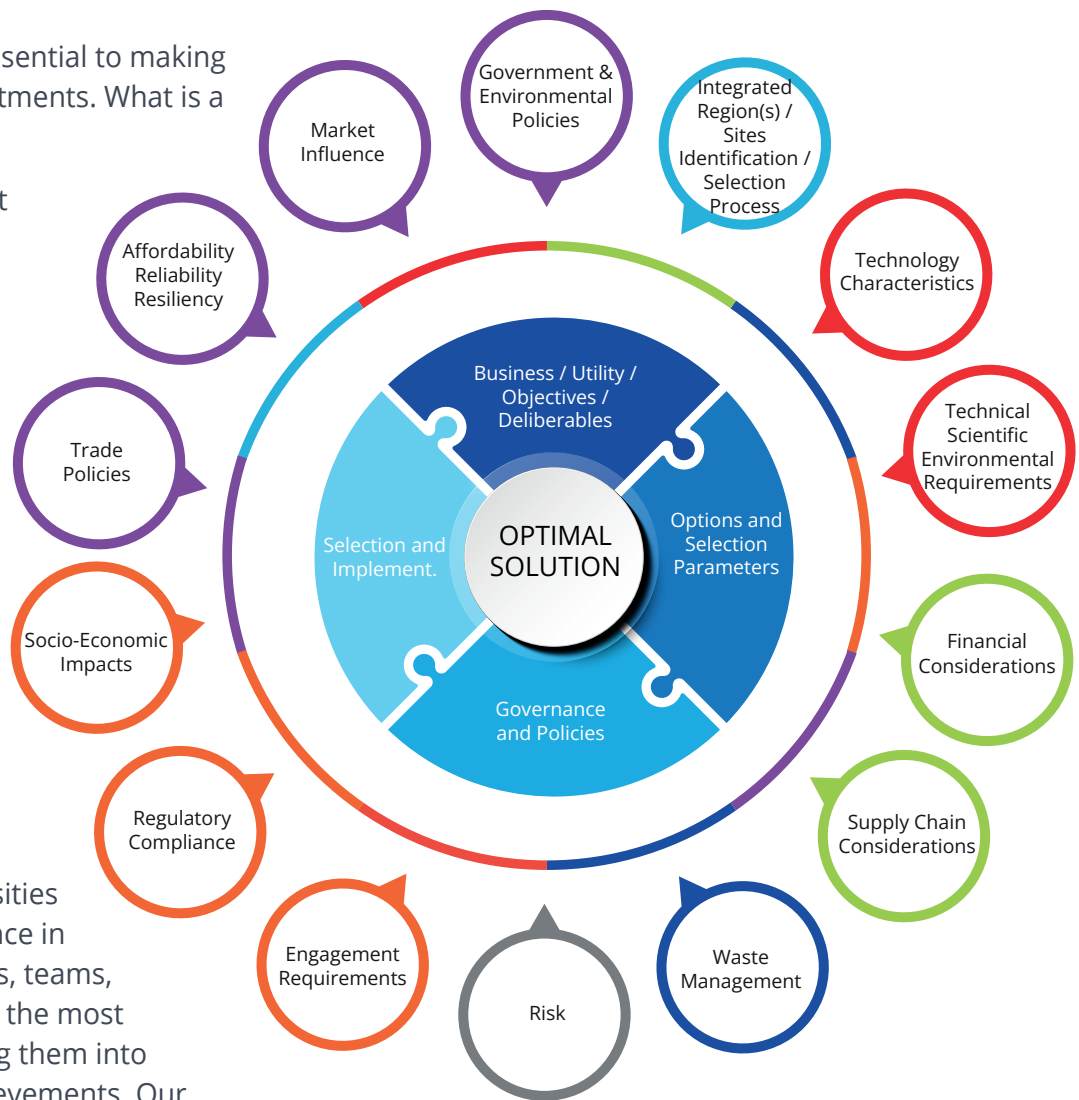 sential to making
tments. What is a
t
sities
ce in
s, teams,
the most
g them into
evements. Our
Government &
Environmental
Policies
Integrated
Region(s) /
Sites
Identification /
Selection
Process
Technology
Characteristics
Technical
Scientific
Environmental
Requirements
Financial
Considerations
Supply Chain
Considerations
Waste
Management
Risk
Engagement
Requirements
Regulatory
Compliance
Socio-Economic
Impacts
Trade
Policies
Affordability
Reliability
Resiliency
Market
Influence
Business / Utility /
Objectives /
Deliberables
Options and
Selection
Parameters
Governance
and Policies
Selection and
Implement.
OPTIMAL
SOLUTION